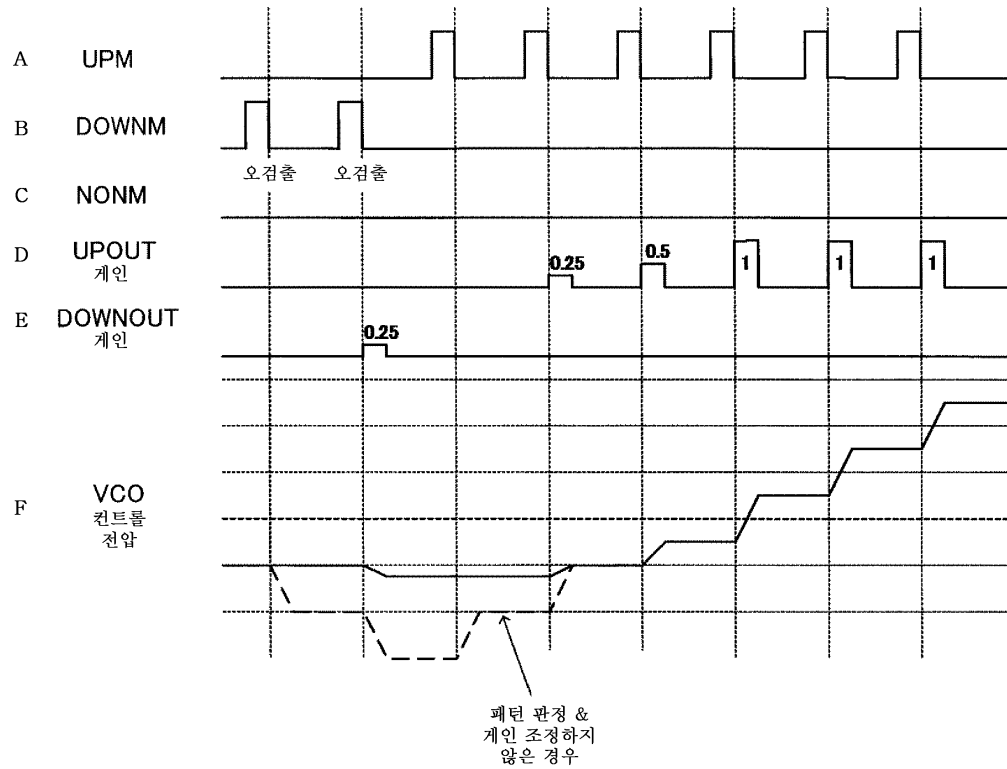 A UPM
B DOWNM
오검출 오검출
C NONM
D UPOUT
게인
0.25 0.5 1 1 1
E DOWNOUT
게인
0.25
F VCO
컨트롤
전압
패턴 판정 &
게인 조정하지
않은 경우